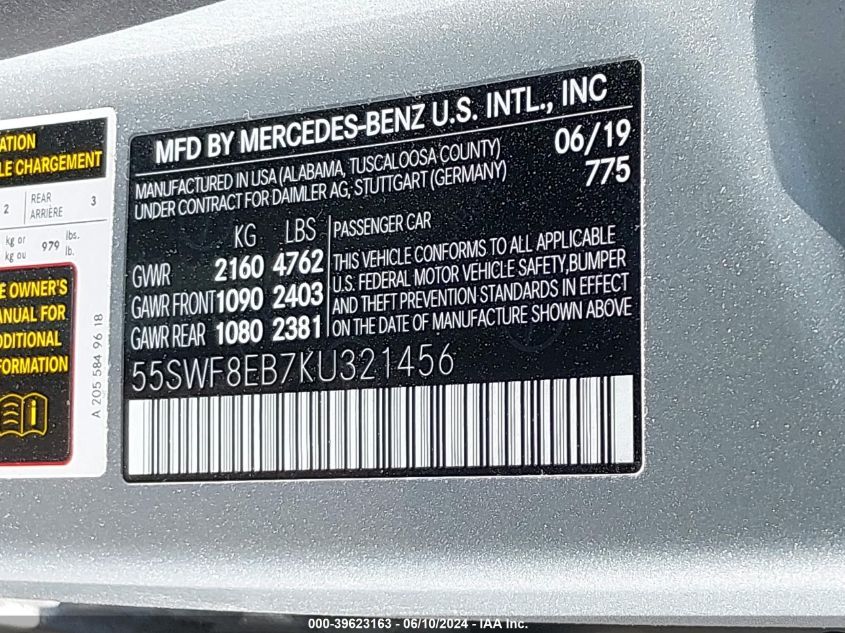 ATION
LE CHARGEMENT
2 REAR ARRIÈRE 3
kg or
kg ou 979 lbs. lb.
E OWNER'S
ANUAL FOR
DDITIONAL
FORMATION
A 205 584 96 18
MFD BY MERCEDES-BENZ U.S. INTL., INC
MANUFACTURED IN USA (ALABAMA, TUSCALOOSA COUNTY) 06/19
UNDER CONTRACT FOR DAIMLER AG, STUTTGART (GERMANY) 775
KG LBS
GVWR 2160 4762
GAWR FRONT 1090 2403
GAWR REAR 1080 2381
PASSENGER CAR
THIS VEHICLE CONFORMS TO ALL APPLICABLE
U.S. FEDERAL MOTOR VEHICLE SAFETY,BUMPER
AND THEFT PREVENTION STANDARDS IN EFFECT
ON THE DATE OF MANUFACTURE SHOWN ABOVE
55SWF8EB7KU321456
000-39623163 - 06/10/2024 - IAA Inc.